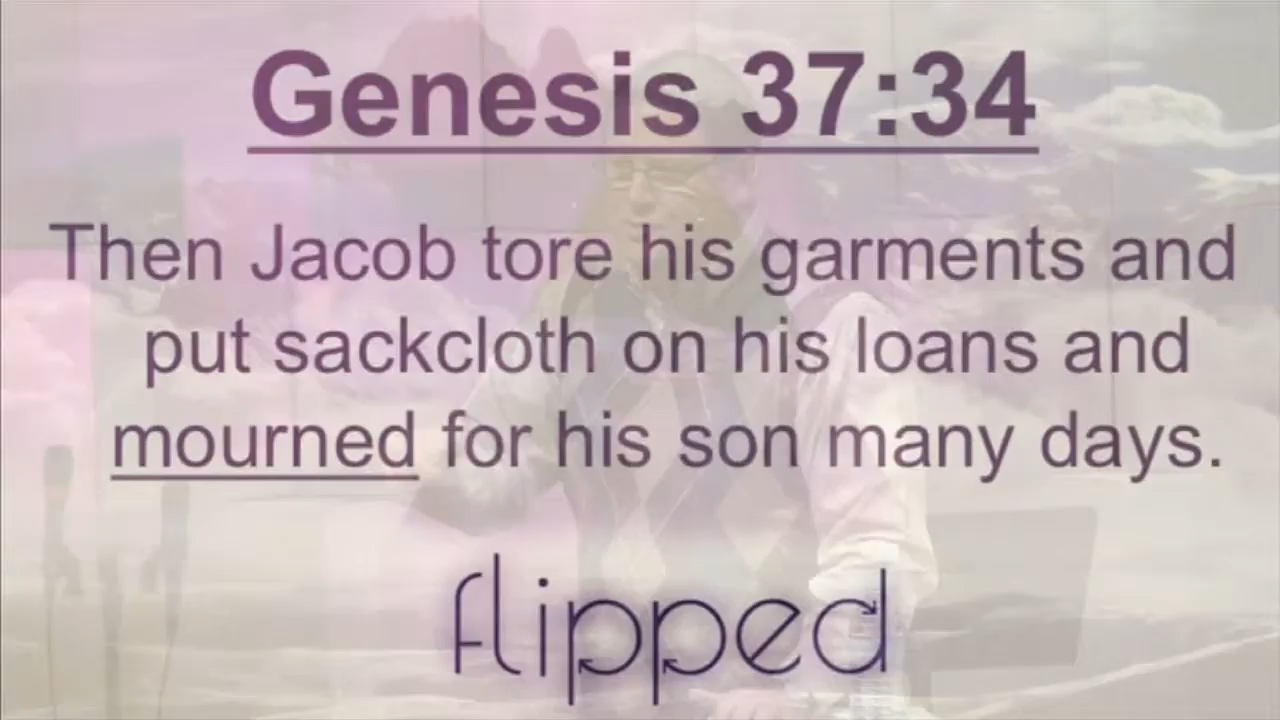 Genesis 37:34
Then Jacob tore his garments and
put sackcloth on his loans and
mourned for his son many days.
flipped